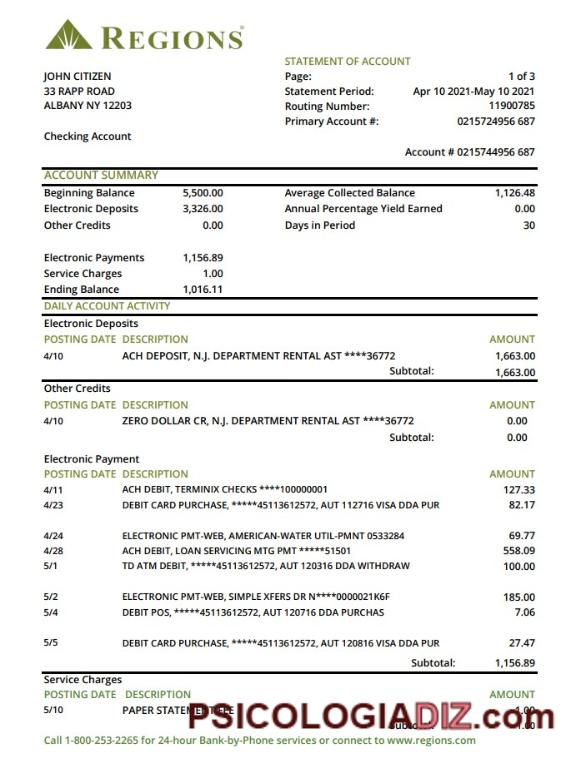 REGIONS
STATEMENT OF ACCOUNT
JOHN CITIZEN Page: 1 of 3
33 RAPP ROAD Statement Period: Apr 10 2021-May 10 2021
ALBANY NY 12203 Routing Number: 11900785
Primary Account #: 0215724956 687
Checking Account
Account # 0215744956 687
ACCOUNT SUMMARY
Beginning Balance 5,500.00 Average Collected Balance 1,126.48
Electronic Deposits 3,326.00 Annual Percentage Yield Earned 0.00
Other Credits 0.00 Days in Period 30
Electronic Payments 1,156.89
Service Charges 1.00
Ending Balance 1,016.11
DAILY ACCOUNT ACTIVITY
Electronic Deposits
POSTING DATE DESCRIPTION AMOUNT
4/10 ACH DEPOSIT, N.J. DEPARTMENT RENTAL AST ****36772 1,663.00
Subtotal: 1,663.00
Other Credits
POSTING DATE DESCRIPTION AMOUNT
4/10 ZERO DOLLAR CR, N.J. DEPARTMENT RENTAL AST ****36772 0.00
Subtotal: 0.00
Electronic Payment
POSTING DATE DESCRIPTION AMOUNT
4/11 ACH DEBIT, TERMINIX CHECKS ****100000001 127.33
4/23 DEBIT CARD PURCHASE, *****45113612572, AUT 112716 VISA DDA PUR 82.17
4/24 ELECTRONIC PMT-WEB, AMERICAN-WATER UTIL-PMNT 0533284 69.77
4/28 ACH DEBIT, LOAN SERVICING MTG PMT *****51501 558.09
5/1 TD ATM DEBIT, *****45113612572, AUT 120316 DDA WITHDRAW 100.00
5/2 ELECTRONIC PMT-WEB, SIMPLE XFERS DR N****0000021K6F 185.00
5/4 DEBIT POS, *****45113612572, AUT 120716 DDA PURCHAS 7.06
5/5 DEBIT CARD PURCHASE, *****45113612572, AUT 120816 VISA DDA PUR 27.47
Subtotal: 1,156.89
Service Charges
POSTING DATE DESCRIPTION AMOUNT
5/10 PAPER STATEMENT FEE 1.00
PSICOLOGIADIZ.com
Subtotal: 1.00
Call 1-800-253-2265 for 24-hour Bank-by-Phone services or connect to www.regions.com